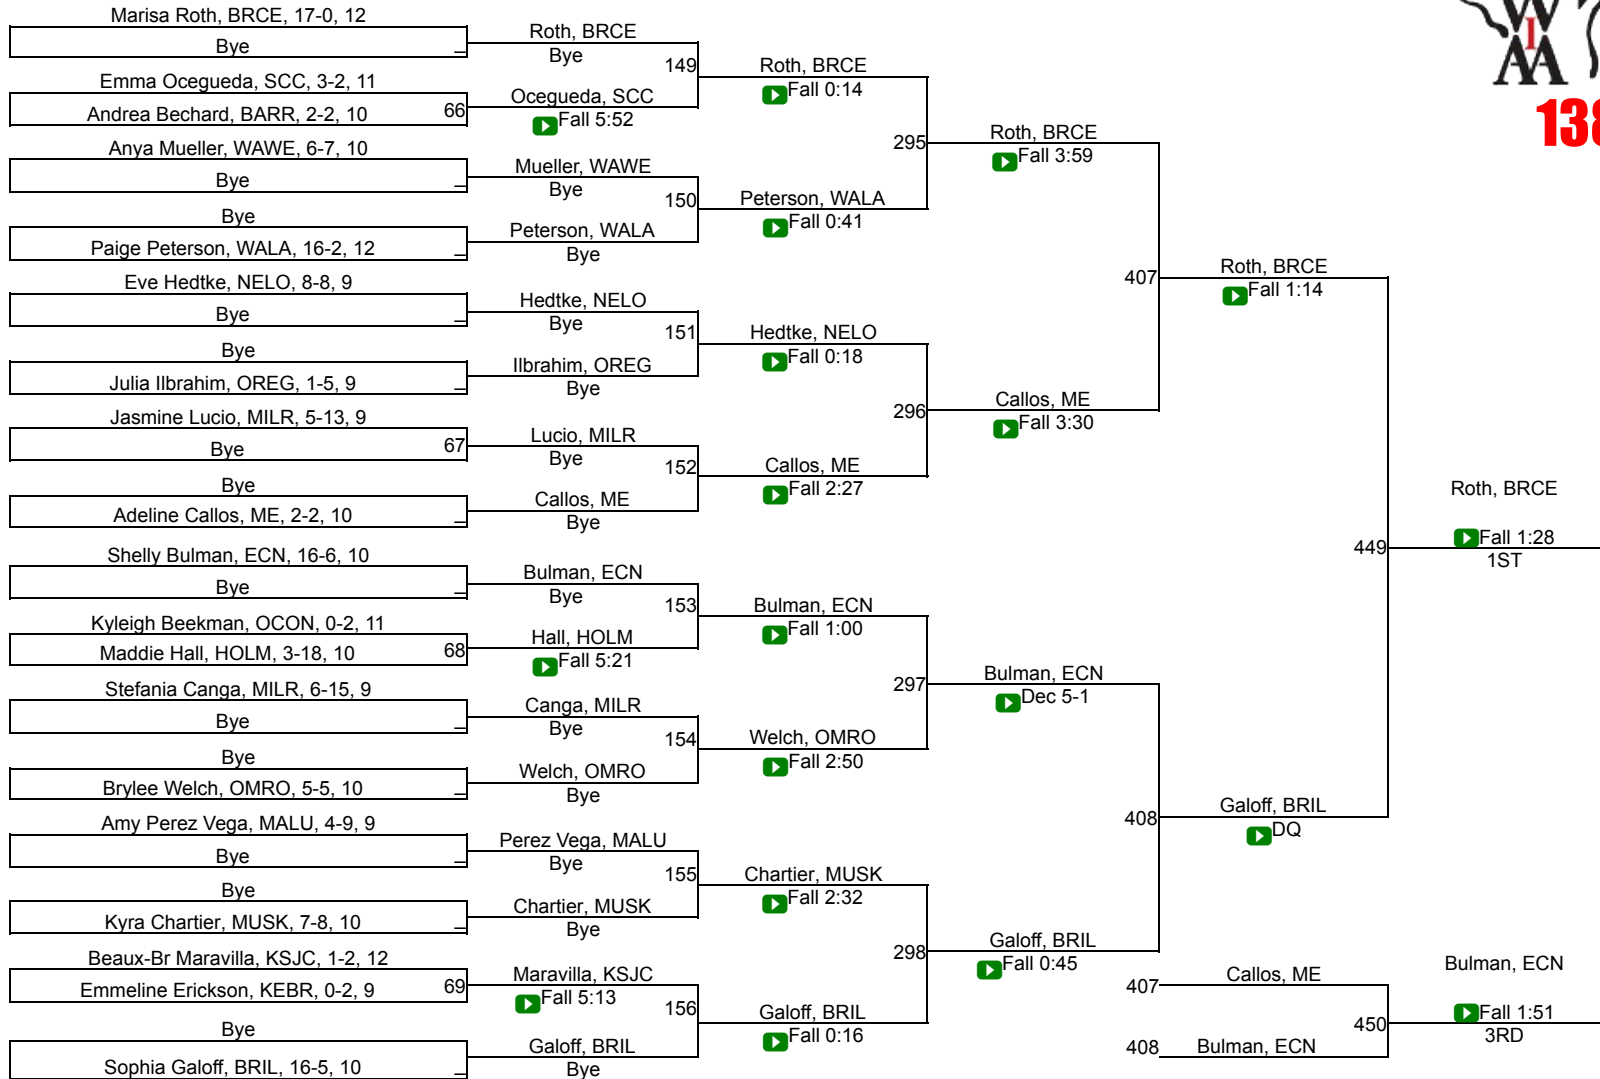 Marisa Roth, BRCE, 17-0, 12
Bye
Emma Ocegueda, SCC, 3-2, 11
Andrea Bechard, BARR, 2-2, 10
66
Anya Mueller, WAWE, 6-7, 10
Bye
Bye
Paige Peterson, WALA, 16-2, 12
Eve Hedtke, NELO, 8-8, 9
Bye
Bye
Julia Ilbrahim, OREG, 1-5, 9
Jasmine Lucio, MILR, 5-13, 9
Bye
67
Bye
Adeline Callos, ME, 2-2, 10
Shelly Bulman, ECN, 16-6, 10
Bye
Kyleigh Beekman, OCON, 0-2, 11
Maddie Hall, HOLM, 3-18, 10
68
Stefania Canga, MILR, 6-15, 9
Bye
Bye
Brylee Welch, OMRO, 5-5, 10
Amy Perez Vega, MALU, 4-9, 9
Bye
Bye
Kyra Chartier, MUSK, 7-8, 10
Beaux-Br Maravilla, KSJC, 1-2, 12
Emmeline Erickson, KEBR, 0-2, 9
69
Bye
Sophia Galoff, BRIL, 16-5, 10
Roth, BRCE
Bye
149
Ocegueda, SCC
Fall 5:52
Mueller, WAWE
Bye
150
Peterson, WALA
Bye
Hedtke, NELO
Bye
151
Ilbrahim, OREG
Bye
Lucio, MILR
Bye
152
Callos, ME
Bye
Bulman, ECN
Bye
153
Hall, HOLM
Fall 5:21
Canga, MILR
Bye
154
Welch, OMRO
Bye
Perez Vega, MALU
Bye
155
Chartier, MUSK
Bye
Maravilla, KSJC
Fall 5:13
156
Galoff, BRIL
Bye
Roth, BRCE
Fall 0:14
295
Peterson, WALA
Fall 0:41
Hedtke, NELO
Fall 0:18
296
Callos, ME
Fall 2:27
Bulman, ECN
Fall 1:00
297
Welch, OMRO
Fall 2:50
Chartier, MUSK
Fall 2:32
298
Galoff, BRIL
Fall 0:16
Roth, BRCE
Fall 3:59
407
Callos, ME
Fall 3:30
Bulman, ECN
Dec 5-1
408
Galoff, BRIL
Fall 0:45
Roth, BRCE
Fall 1:14
449
Galoff, BRIL
DQ
407
Callos, ME
450
408
Bulman, ECN
WIAA
138
Roth, BRCE
Fall 1:28
1ST
Bulman, ECN
Fall 1:51
3RD